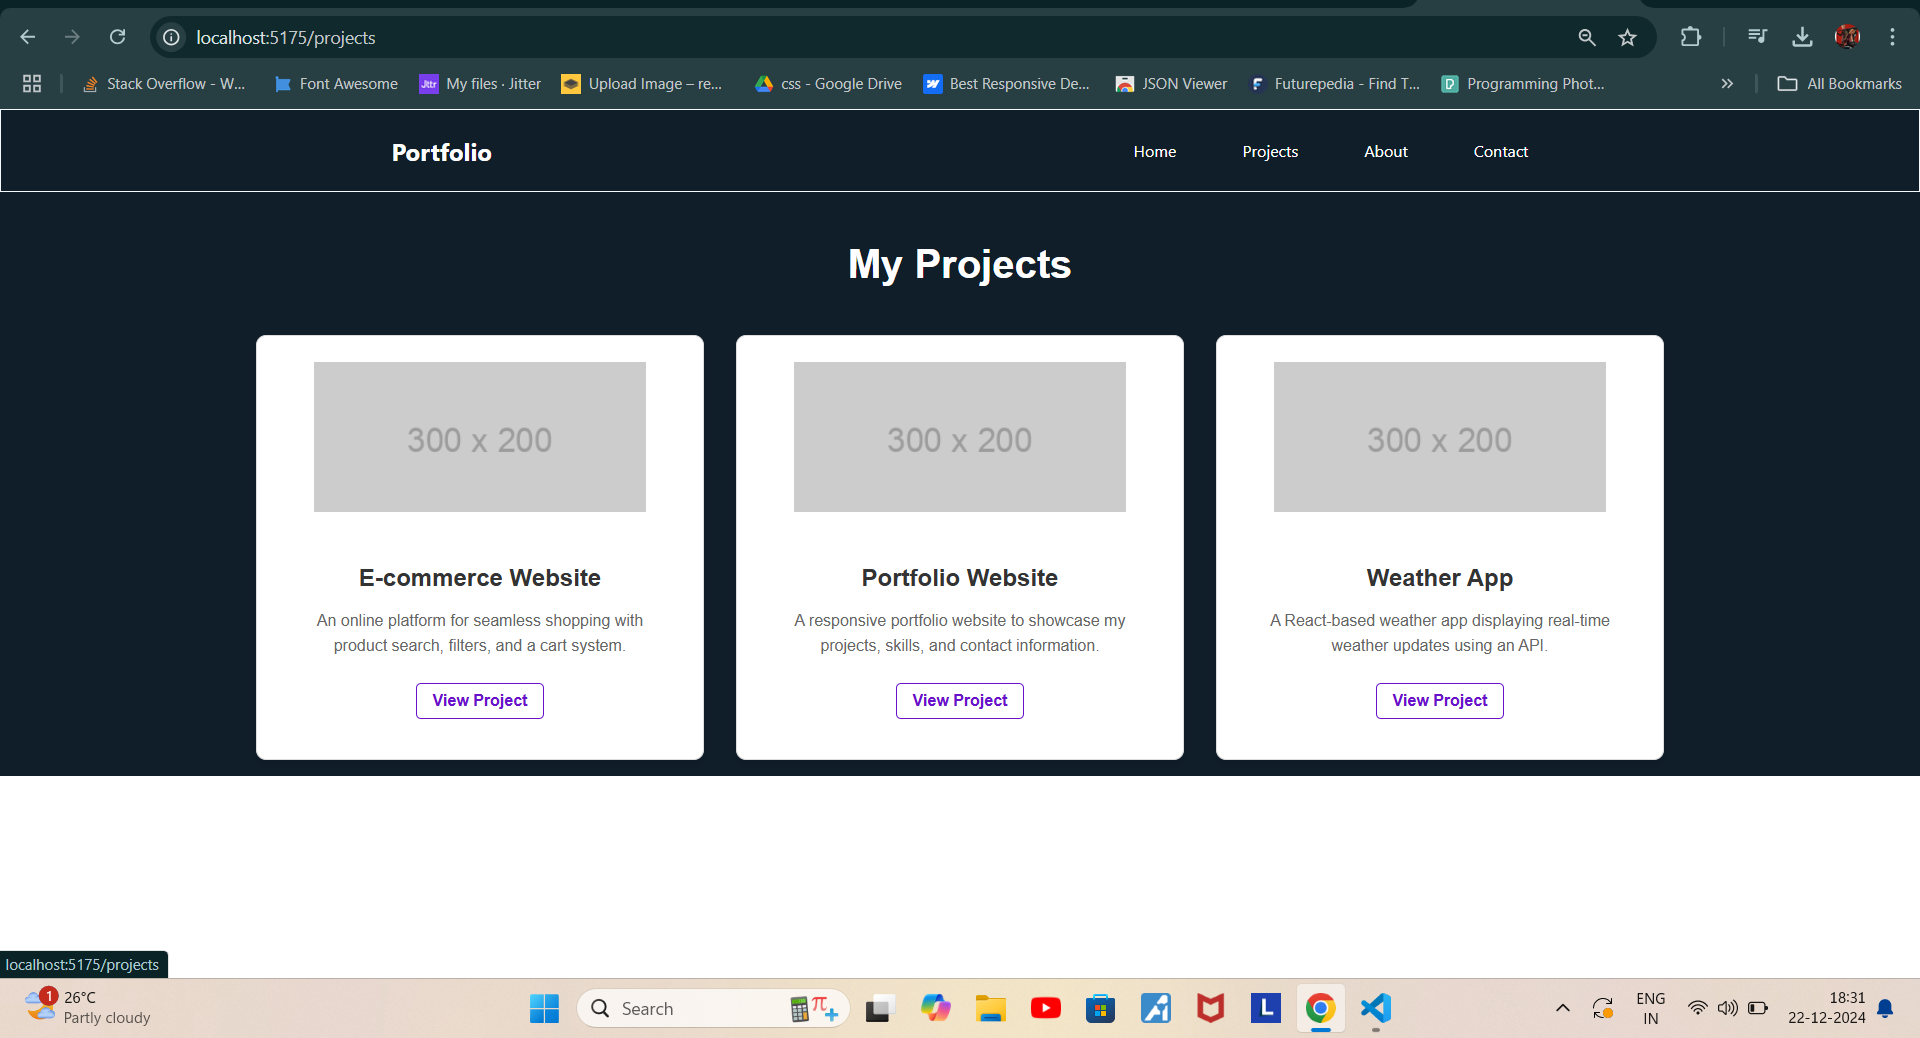 localhost:5175/projects
Stack Overflow - W...
Font Awesome
Jttr
My files · Jitter
Upload Image – re...
css - Google Drive
Best Responsive De...
JSON Viewer
Futurepedia - Find T...
Programming Phot...
All Bookmarks
Portfolio
Home
Projects
About
Contact
My Projects
300 x 200
300 x 200
300 x 200
E-commerce Website
An online platform for seamless shopping with
product search, filters, and a cart system.
View Project
Portfolio Website
A responsive portfolio website to showcase my
projects, skills, and contact information.
View Project
Weather App
A React-based weather app displaying real-time
weather updates using an API.
View Project
localhost:5175/projects
1
26°C
Partly cloudy
Search
L
ENG
IN
18:31
22-12-2024